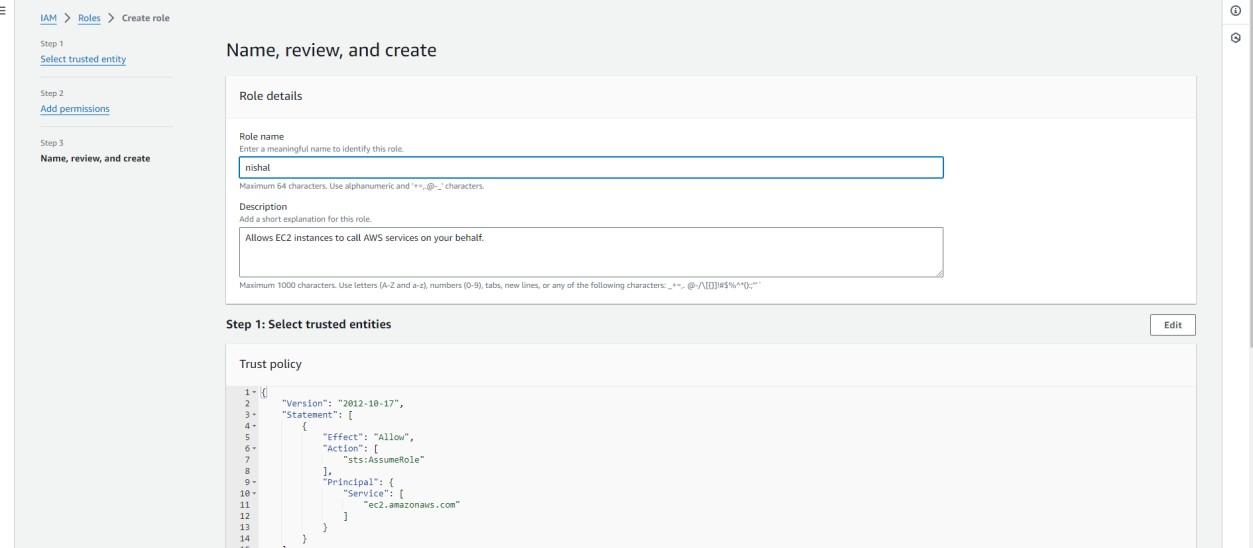 IAM > Roles > Create role
Step 1
Select trusted entity
Step 2
Add permissions
Step 3
Name, review, and create
Name, review, and create
Role details
Role name
Enter a meaningful name to identify this role.
nishal
Maximum 64 characters. Use alphanumeric and '+=,.@-_' characters.
Description
Add a short explanation for this role.
Allows EC2 instances to call AWS services on your behalf.
Maximum 1000 characters. Use letters (A-Z and a-z), numbers (0-9), tabs, new lines, or any of the following characters:
Step 1: Select trusted entities
Edit
Trust policy
1 {
2 "Version": "2012-10-17",
3 "Statement": [
4 {
5 "Effect": "Allow",
6 "Action": [
7 "sts:AssumeRole"
8 ],
9 "Principal": {
10 "Service": [
11 "ec2.amazonaws.com"
12 ]
13 }
14 }